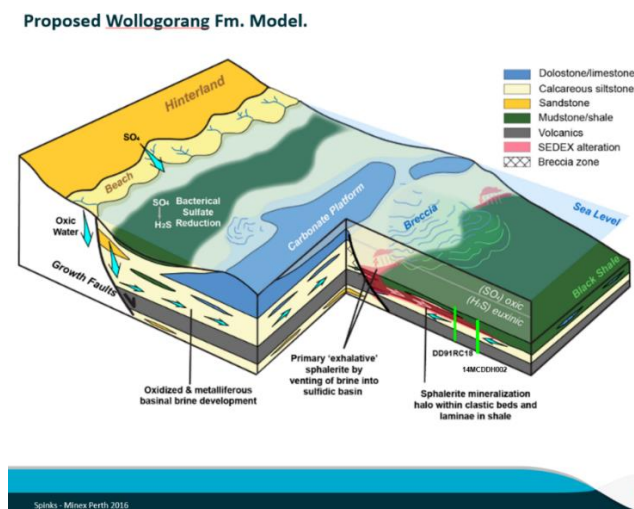 Proposed Wollogorang Fm. Model.
Hinterland
Beach
SO₄
SO₄
H₂S
Bacterical
Sulfate
Reduction
Oxic
Water
Growth Faults
Carbonate Platform
Breccia
Sea Level
Black Shale
(SO₄) oxic
(H₂S) euxinic
DD91RC18
14MCDDH002
Oxidized & metalliferous
basinal brine development
Primary 'exhalative'
sphalerite by
venting of brine into
sulfidic basin
Sphalerite mineralization
halo within clastic beds and
laminae in shale
Dolostone/limestone
Calcareous siltstone
Sandstone
Mudstone/shale
Volcanics
SEDEX alteration
Breccia zone
Spinks - Minex Perth 2016